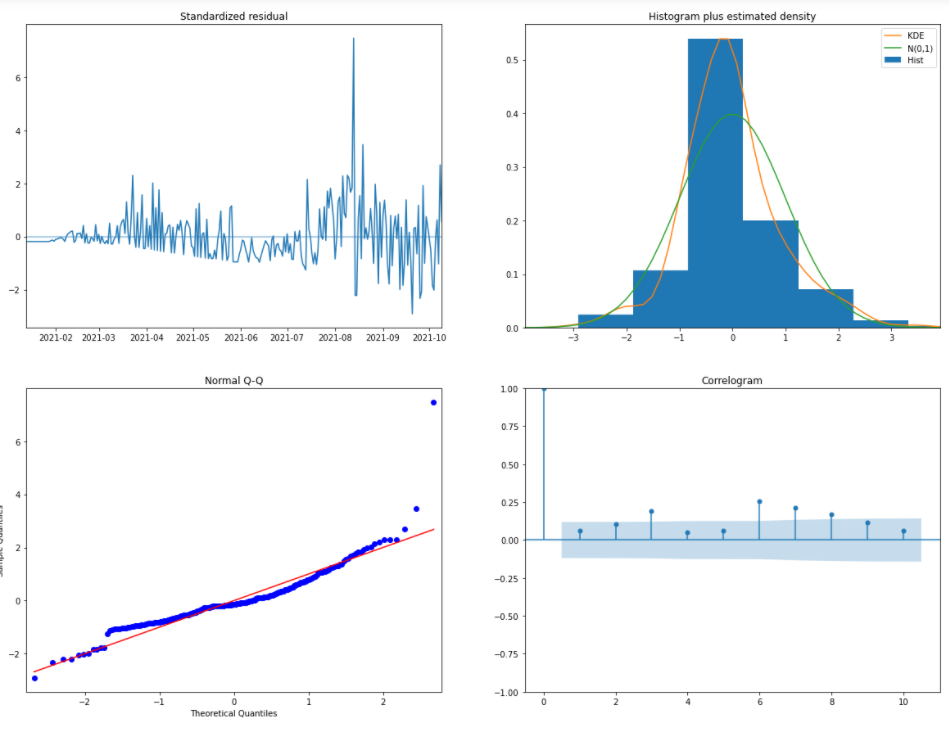 Standardized residual
6
4
2
0
−2
2021-02 2021-03 2021-04 2021-05 2021-06 2021-07 2021-08 2021-09 2021-10
Histogram plus estimated density
KDE
N(0,1)
Hist
0.5
0.4
0.3
0.2
0.1
0.0
−3 −2 −1 0 1 2 3
Normal Q-Q
Sample Quantiles
6
4
2
0
−2
−2 −1 0 1 2
Theoretical Quantiles
Correlogram
1.00
0.75
0.50
0.25
0.00
−0.25
−0.50
−0.75
−1.00
0 2 4 6 8 10